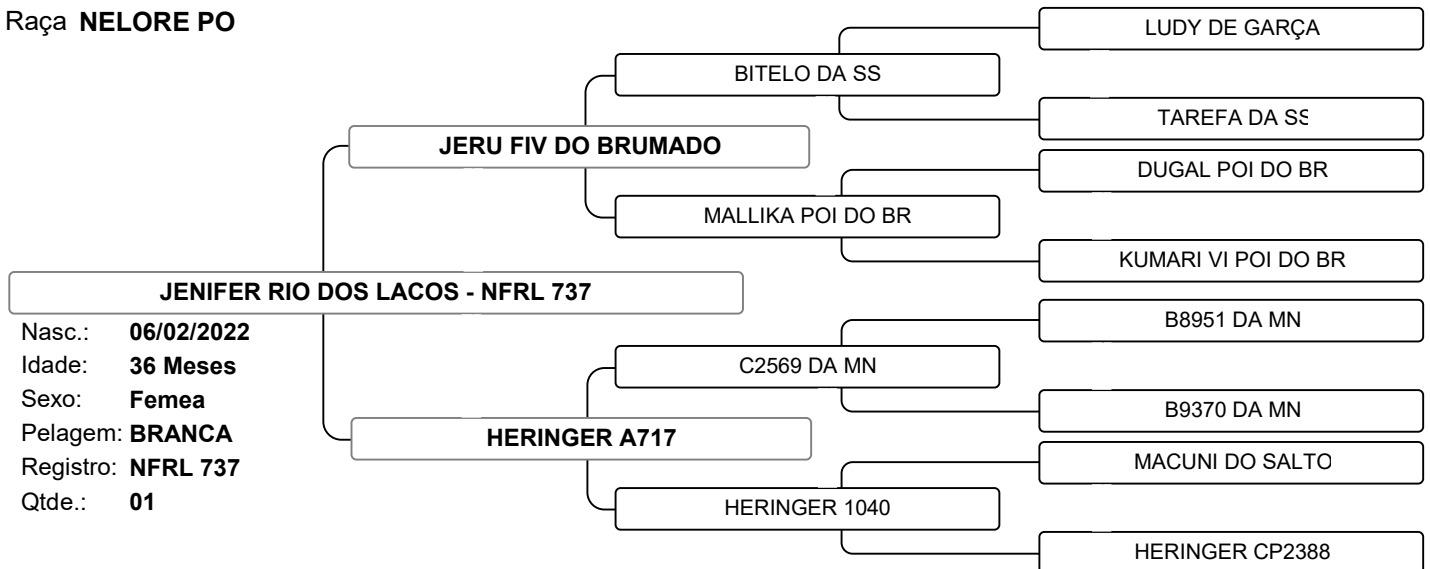 Raça NELORE PO
LUDY DE GARÇA
BITELO DA SS
TAREFA DA SS
JERU FIV DO BRUMADO
DUGAL POI DO BR
MALLIKA POI DO BR
KUMARI VI POI DO BR
JENIFER RIO DOS LACOS - NFRL 737
Nasc.: 06/02/2022
Idade: 36 Meses
Sexo: Femea
Pelagem: BRANCA
Registro: NFRL 737
Qtde.: 01
B8951 DA MN
C2569 DA MN
B9370 DA MN
HERINGER A717
MACUNI DO SALTO
HERINGER 1040
HERINGER CP2388